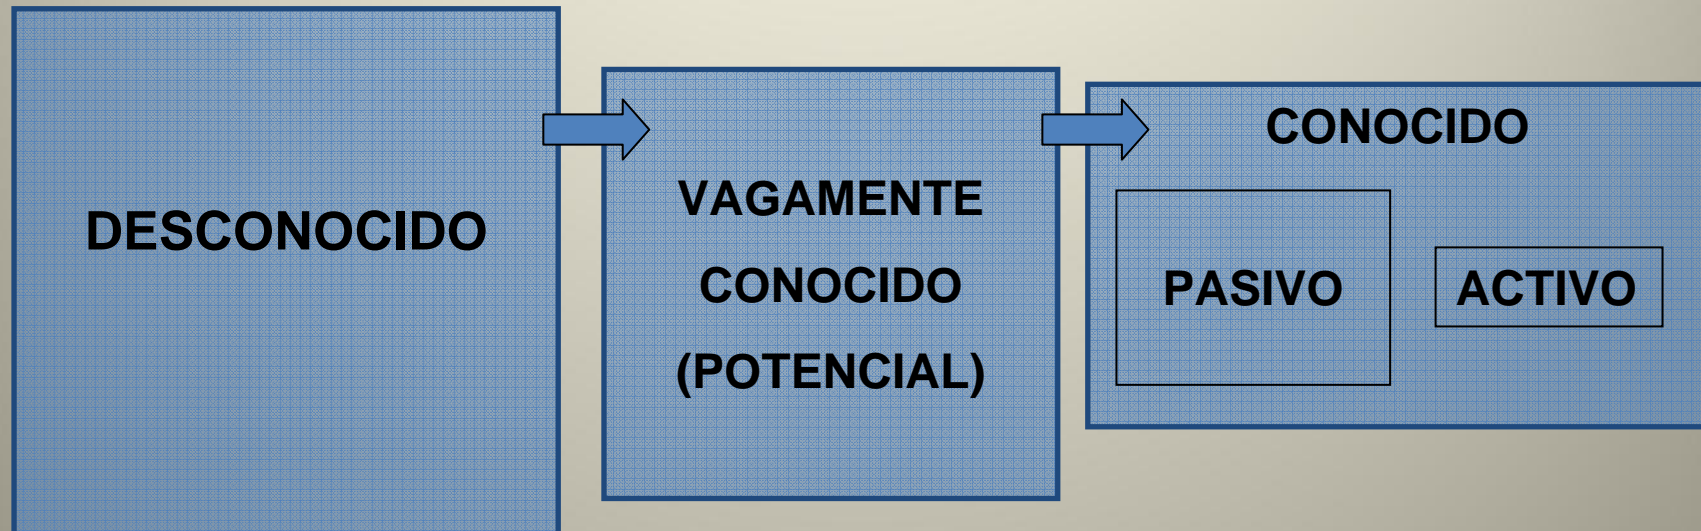 DESCONOCIDO
VAGAMENTE
CONOCIDO
(POTENCIAL)
CONOCIDO
PASIVO
ACTIVO